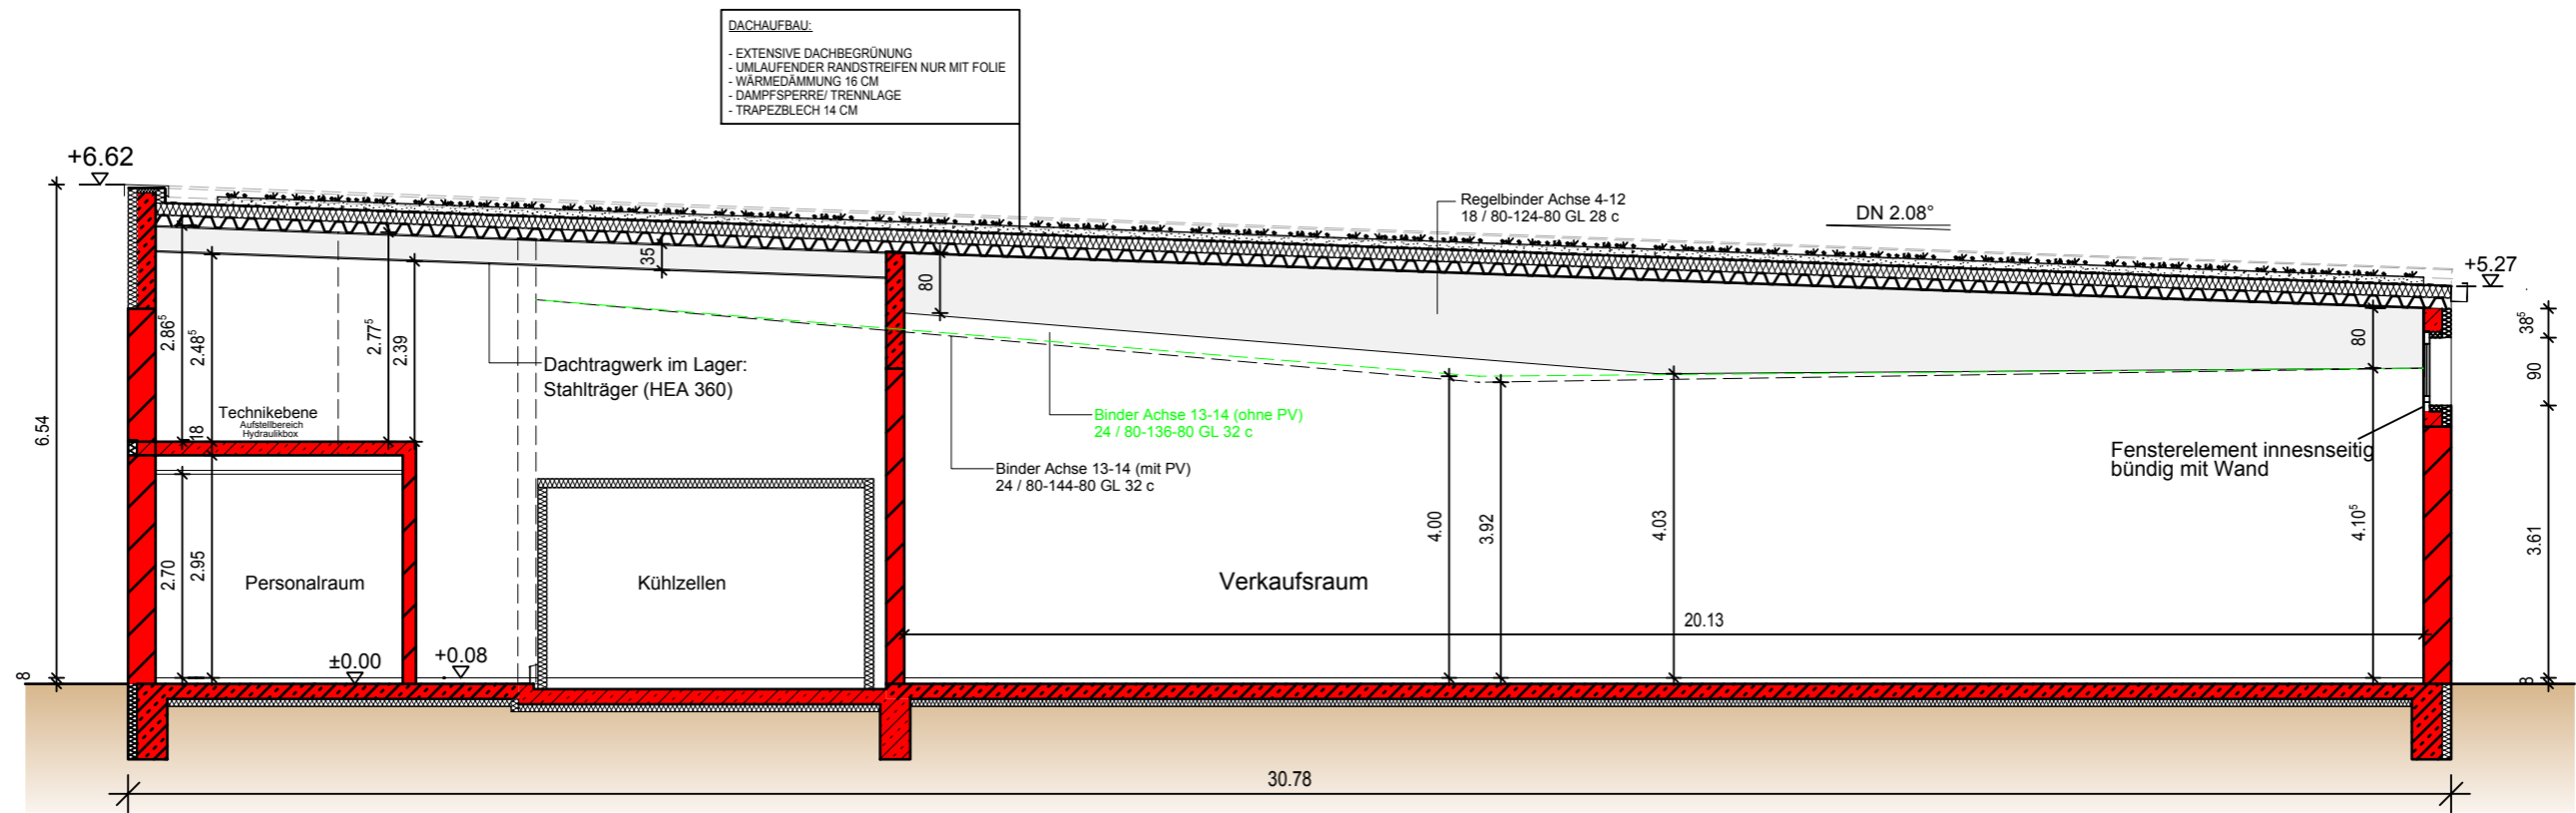 DACHAUFBAU:
- EXTENSIVE DACHBEGRÜNUNG
- UMLAUFENDER RANDSTREIFEN NUR MIT FOLIE
- WÄRMEDÄMMUNG 16 CM
- DAMPFSPERRE/ TRENNLAGE
- TRAPEZBLECH 14 CM
+6.62
Regelbinder Achse 4-12
18 / 80-124-80 GL 28 c
DN 2.08°
+5.27
35
80
80
38⁵
90
3.61
8
2.86⁵
2.48⁵
2.77⁵
2.39
Dachtragwerk im Lager:
Stahlträger (HEA 360)
Technikebene
Aufstellbereich
Hydraulikbox
18
6.54
8
Binder Achse 13-14 (ohne PV)
24 / 80-136-80 GL 32 c
Binder Achse 13-14 (mit PV)
24 / 80-144-80 GL 32 c
Fensterelement innesnseitig
bündig mit Wand
2.70
2.95
Personalraum
Kühlzellen
Verkaufsraum
4.00
3.92
4.03
4.10⁵
20.13
±0.00
+0.08
8
30.78